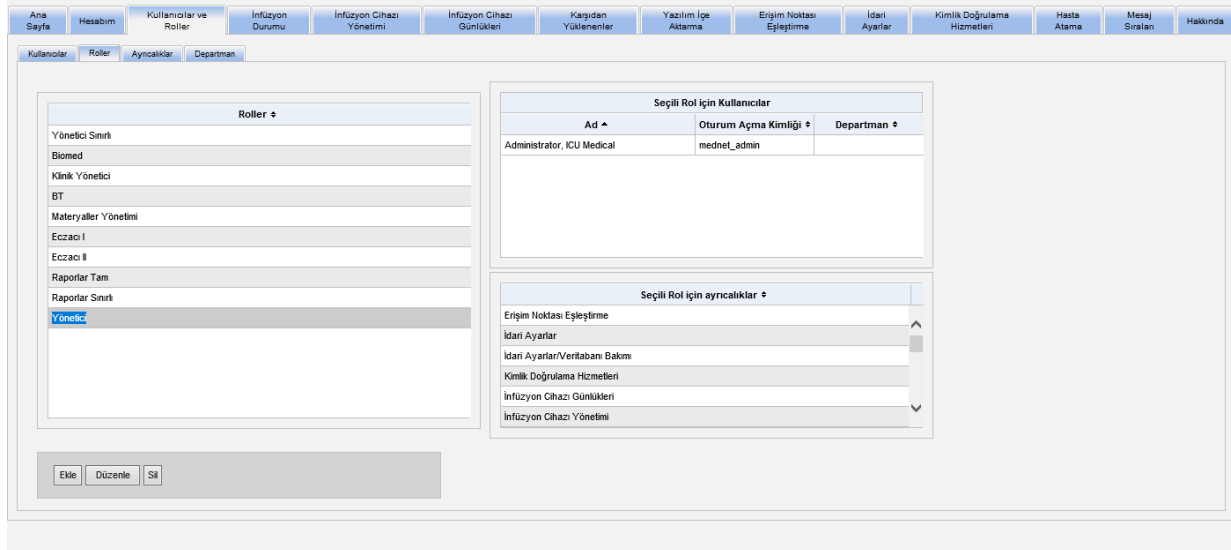 Ana
Sayfa
Hesabım
Kullanıcılar ve
Roller
İnfüzyon
Durumu
İnfüzyon Cihazı
Yönetimi
İnfüzyon Cihazı
Günlükleri
Karşıdan
Yüklenenler
Yazılım İçe
Aktarma
Erişim Noktası
Eşleştirme
İdari
Ayarlar
Kimlik Doğrulama
Hizmetleri
Hasta
Atama
Mesaj
Sıraları
Hakkında
Kullanıcılar
Roller
Ayrıcalıklar
Departman
Roller
Yönetici Sınırlı
Biomed
Klinik Yönetici
BT
Materyaller Yönetimi
Eczacı I
Eczacı II
Raporlar Tam
Raporlar Sınırlı
Yönetici
Seçili Rol için Kullanıcılar
Ad Oturum Açma Kimliği Departman
Administrator, ICU Medical mednet_admin
Seçili Rol için ayrıcalıklar
Erişim Noktası Eşleştirme
İdari Ayarlar
İdari Ayarlar/Veritabanı Bakımı
Kimlik Doğrulama Hizmetleri
İnfüzyon Cihazı Günlükleri
İnfüzyon Cihazı Yönetimi
Ekle Düzenle Sil